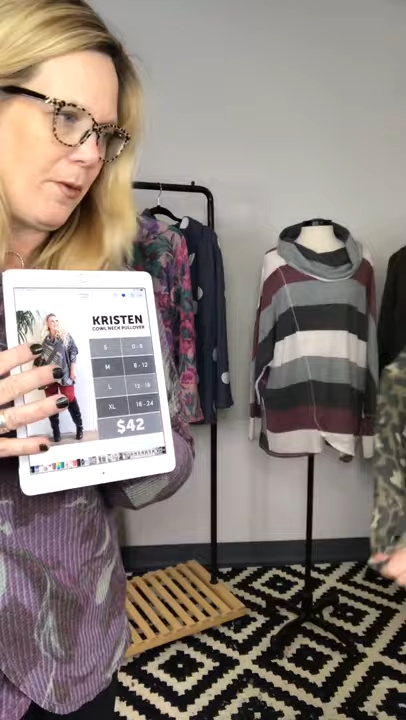 KRISTEN
COWL NECK PULLOVER
S 0-6
M 8-12
L 12-18
XL 18-24
$42